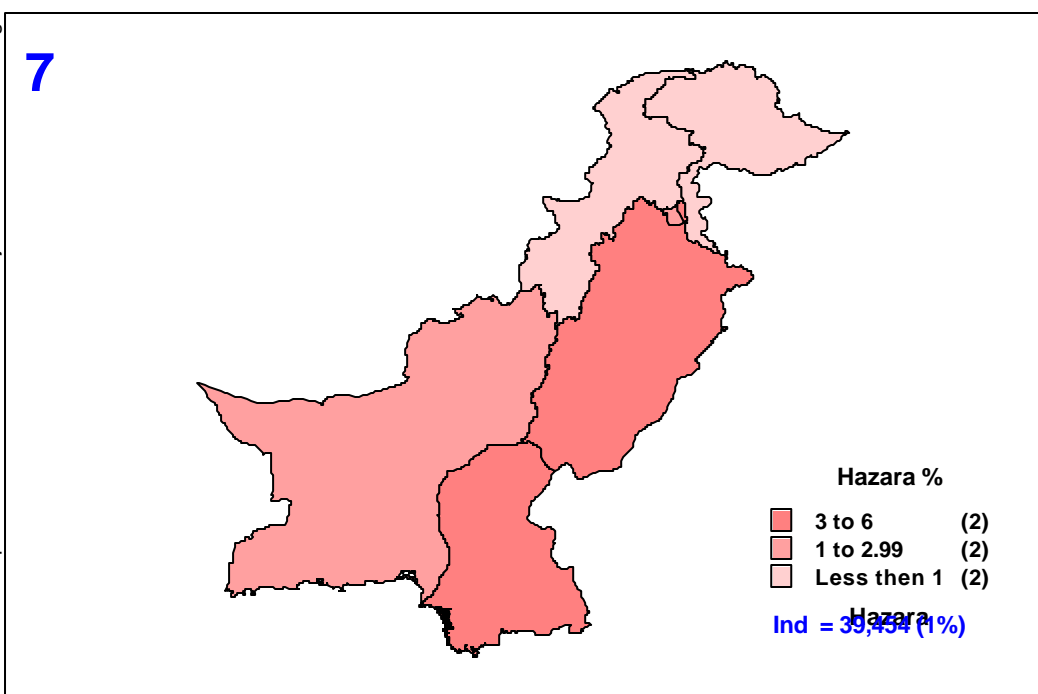 7
Hazara %
3 to 6 (2)
1 to 2.99 (2)
Less then 1 (2)
Hazara
Ind = 39,454 (1%)